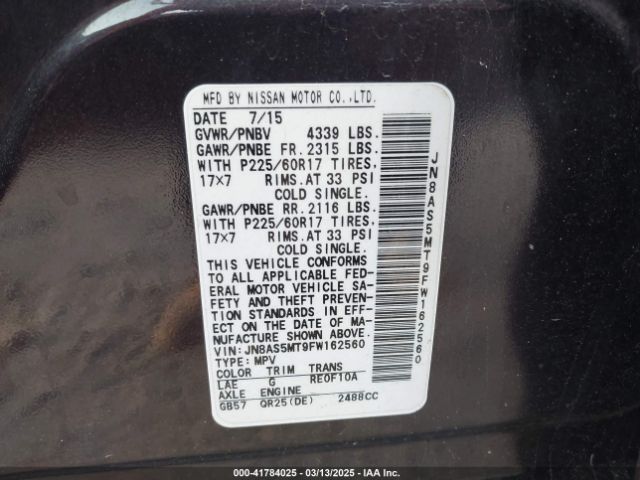 MFD BY NISSAN MOTOR CO.,LTD.
DATE 7/15
GVWR/PNBV 4339 LBS.
GAWR/PNBE FR. 2315 LBS.
WITH P225/60R17 TIRES,
17×7 RIMS. AT 33 PSI
COLD SINGLE.
GAWR/PNBE RR. 2116 LBS.
WITH P225/60R17 TIRES,
17×7 RIMS. AT 33 PSI
COLD SINGLE.
THIS VEHICLE CONFORMS
TO ALL APPLICABLE FED-
ERAL MOTOR VEHICLE SA-
FETY AND THEFT PREVEN-
TION STANDARDS IN EFF-
ECT ON THE DATE OF MA-
NUFACTURE SHOWN ABOVE.
VIN: JN8AS5MT9FW162560
TYPE: MPV
COLOR TRIM TRANS
LAE G RE0F10A
AXLE ENGINE
GB57 QR25(DE) 2488CC
JN8AS5MT9FW162560
000-41784025 - 03/13/2025 - IAA Inc.